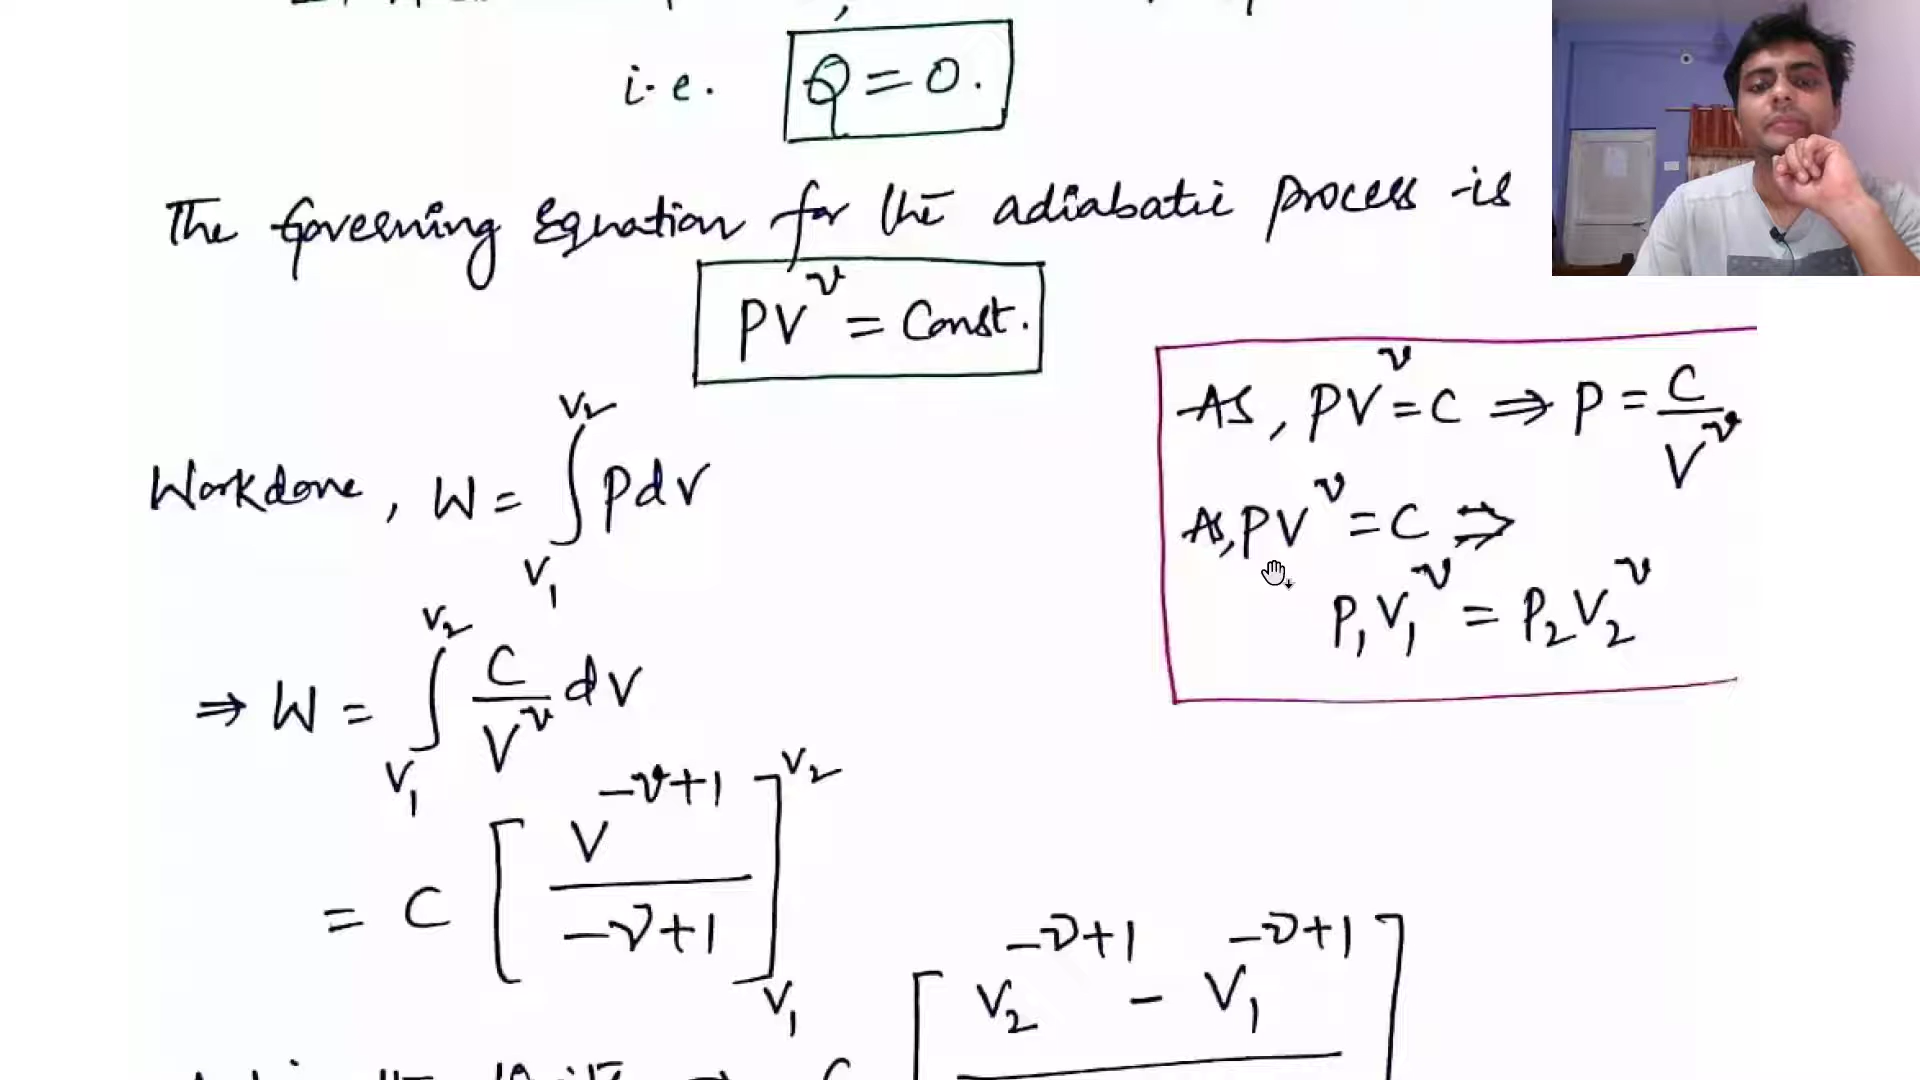 i.e. Q = 0.
The Governing Equation for the adiabatic process is
PV^γ = Const.
Workdone, W = ∫_{V1}^{V2} P dV
⇒ W = ∫_{V1}^{V2} C/V^γ dV
= C [ V^{-γ+1} / -γ+1 ]_{V1}^{V2}
[ V2^{-γ+1} - V1^{-γ+1}
As, PV^γ = C ⇒ P = C/V^γ
As, PV^γ = C ⇒
P1V1^γ = P2V2^γ